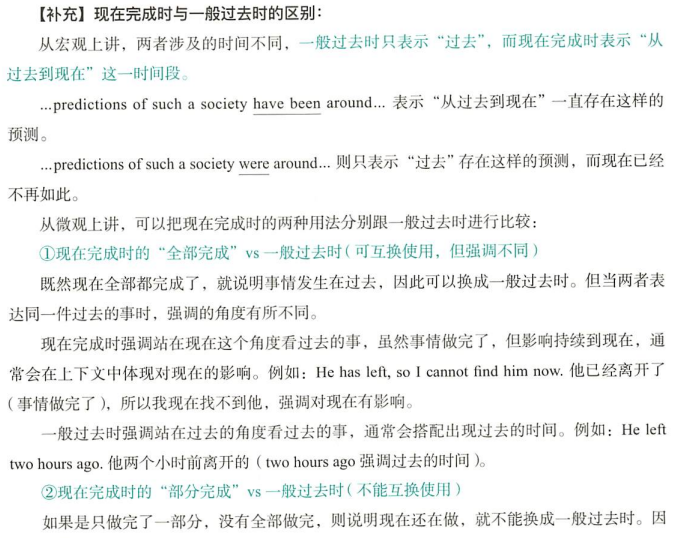 【补充】现在完成时与一般过去时的区别：
从宏观上讲，两者涉及的时间不同，一般过去时只表示“过去”，而现在完成时表示“从
过去到现在”这一时间段。
...predictions of such a society have been around... 表示“从过去到现在”一直存在这样的
预测。
...predictions of such a society were around... 则只表示“过去”存在这样的预测，而现在已经
不再如此。
从微观上讲，可以把现在完成时的两种用法分别跟一般过去时进行比较：
①现在完成时的“全部完成”vs 一般过去时(可互换使用，但强调不同)
既然现在全部都完成了，就说明事情发生在过去，因此可以换成一般过去时。但当两者表
达同一件过去的事时，强调的角度有所不同。
现在完成时强调站在现在这个角度看过去的事，虽然事情做完了，但影响持续到现在，通
常会在上下文中体现对现在的影响。例如：He has left, so I cannot find him now. 他已经离开了
(事情做完了)，所以我现在找不到他，强调对现在有影响。
一般过去时强调站在过去的角度看过去的事，通常会搭配出现过去的时间。例如：He left
two hours ago. 他两个小时前离开的（two hours ago 强调过去的时间）。
②现在完成时的“部分完成”vs 一般过去时(不能互换使用)
如果是只做完了一部分，没有全部做完，则说明现在还在做，就不能换成一般过去时。因